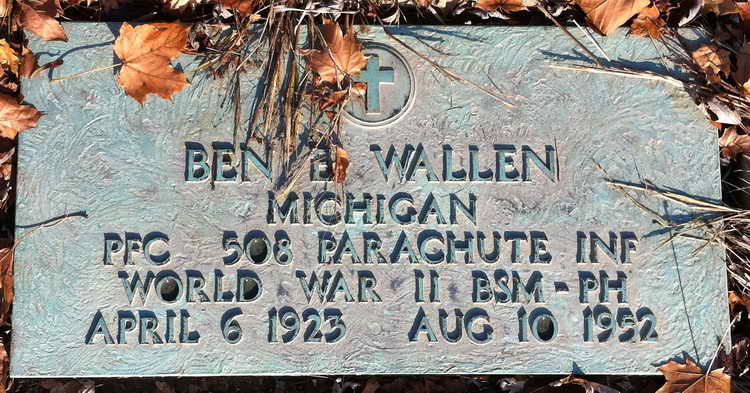 BEN E WALLEN
MICHIGAN
PFC 508 PARACHUTE INF
WORLD WAR II BSM-PH
APRIL 6 1923 AUG 10 1952